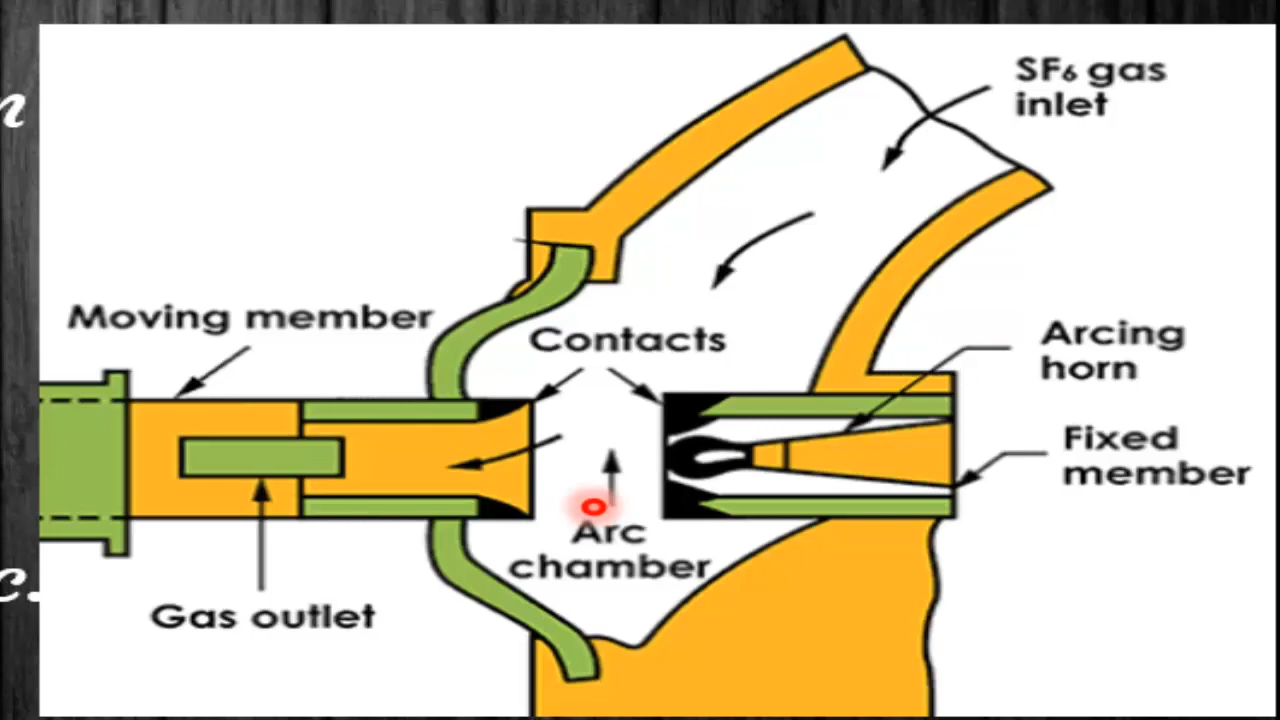 n
SF₆ gas
inlet
Moving member
Contacts
Arcing
horn
Fixed
member
Arc
chamber
c.
Gas outlet